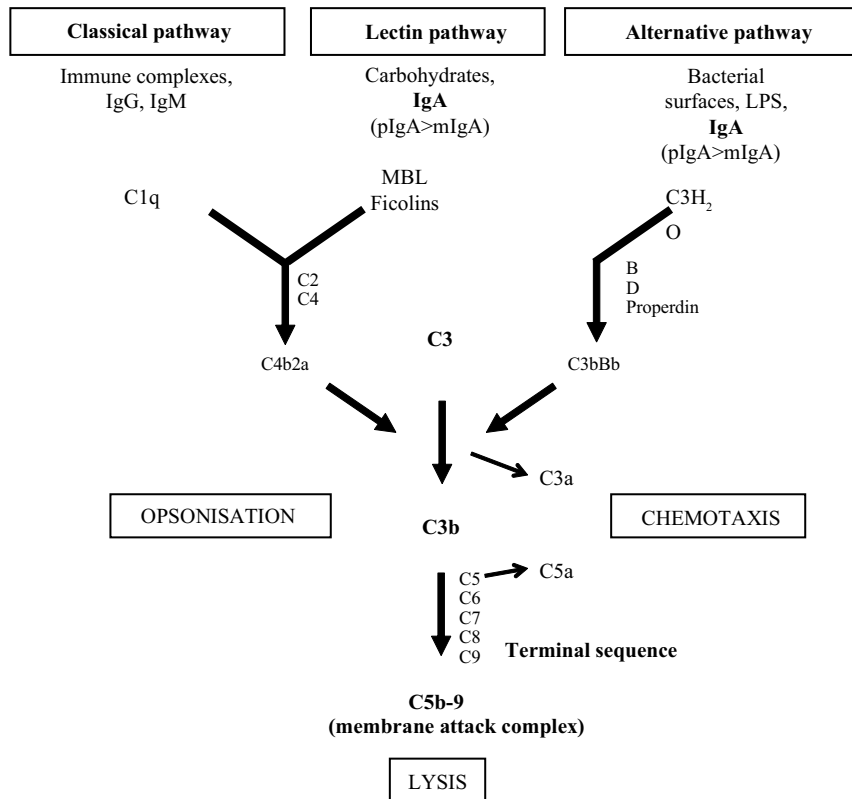 Classical pathway
Lectin pathway
Alternative pathway
Immune complexes,
IgG, IgM
Carbohydrates,
IgA
(pIgA>mIgA)
Bacterial
surfaces, LPS,
IgA
(pIgA>mIgA)
C1q
MBL
Ficolins
C3H₂
O
C2
C4
B
D
Properdin
C4b2a
C3
C3bBb
C3a
OPSONISATION
C3b
CHEMOTAXIS
C5
C6
C7
C8
C9
C5a
Terminal sequence
C5b-9
(membrane attack complex)
LYSIS